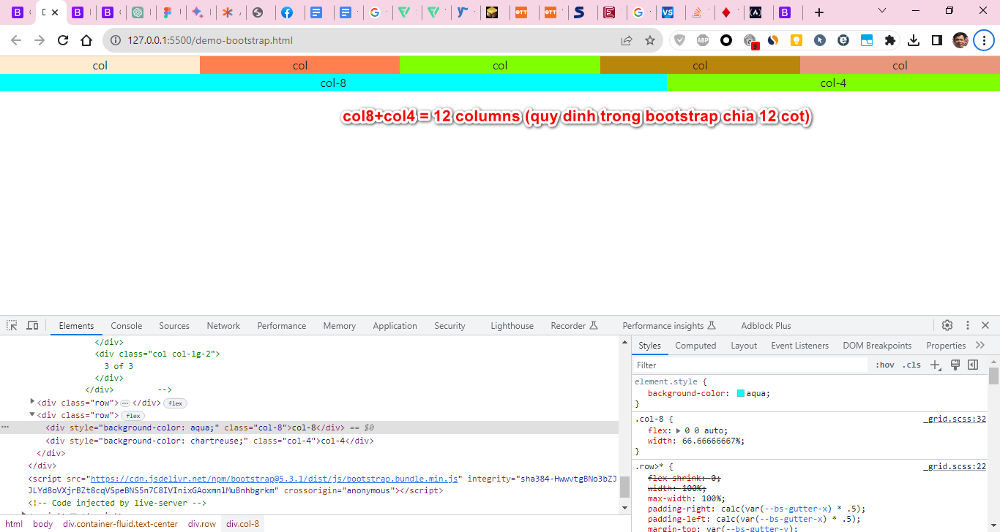 127.0.0.1:5500/demo-bootstrap.html
ABP
9
col col col col col
col-8 col-4
col8+col4 = 12 columns (quy dinh trong bootstrap chia 12 cot)
Elements Console Sources Network Performance Memory Application Security Lighthouse Recorder Performance insights Adblock Plus
</div>
<div class="col col-lg-2">
3 of 3
</div>
</div> -->
<div class="row"> ⋯ </div> flex
<div class="row"> flex
<div style="background-color: aqua;" class="col-8">col-8</div> == $0
<div style="background-color: chartreuse;" class="col-4">col-4</div>
</div>
</div>
<script src="https://cdn.jsdelivr.net/npm/bootstrap@5.3.1/dist/js/bootstrap.bundle.min.js" integrity="sha384-HwwvtgBNo3bZJ
JLYd8oVXjrBZt8cqVSpeBNS5n7C8IVInixGAoxmnlMuBnhbgrkm" crossorigin="anonymous"></script>
<!-- Code injected by live-server -->
html body div.container-fluid.text-center div.row div.col-8
Styles Computed Layout Event Listeners DOM Breakpoints Properties
Filter :hov .cls
element.style {
background-color: aqua;
}
.col-8 { _grid.scss:32
flex: 0 0 auto;
width: 66.66666667%;
}
.row>* { _grid.scss:22
flex-shrink: 0;
width: 100%;
max-width: 100%;
padding-right: calc(var(--bs-gutter-x) * .5);
padding-left: calc(var(--bs-gutter-x) * .5);
margin-top: var(--bs-gutter-y);